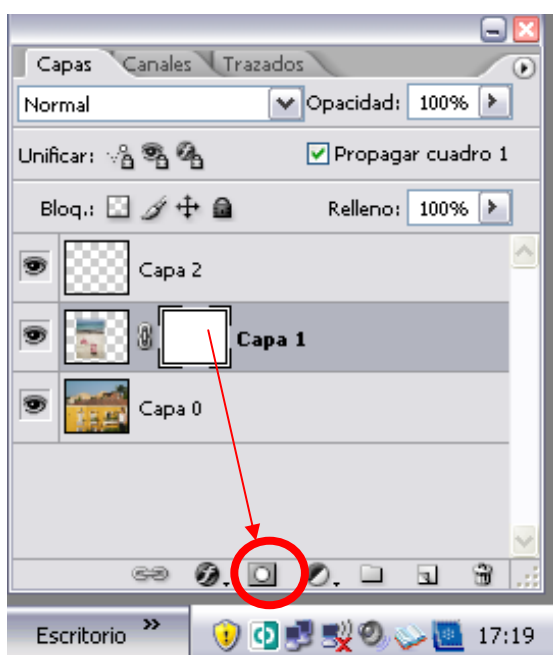 Capas Canales Trazados
Normal Opacidad: 100%
Unificar: Propagar cuadro 1
Bloq.: Relleno: 100%
Capa 2
Capa 1
Capa 0
Escritorio » 17:19